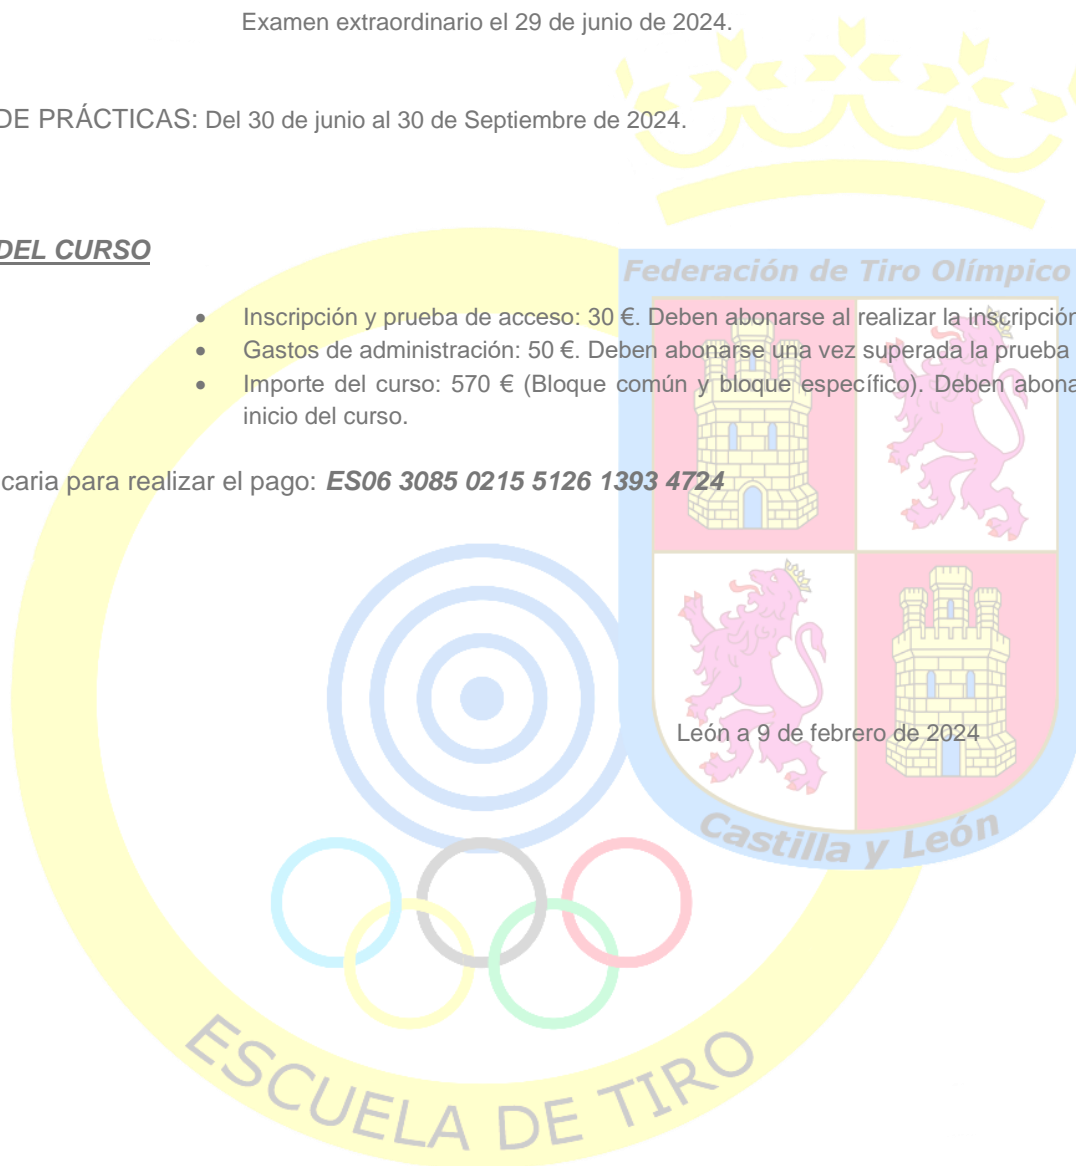 Examen extraordinario el 29 de junio de 2024.
DE PRÁCTICAS: Del 30 de junio al 30 de Septiembre de 2024.
DEL CURSO
Federación de Tiro Olímpico
• Inscripción y prueba de acceso: 30 €. Deben abonarse al realizar la inscripción
• Gastos de administración: 50 €. Deben abonarse una vez superada la prueba
• Importe del curso: 570 € (Bloque común y bloque específico). Deben abona
inicio del curso.
caria para realizar el pago: ES06 3085 0215 5126 1393 4724
León a 9 de febrero de 2024
Castilla y León
ESCUELA DE TIRO